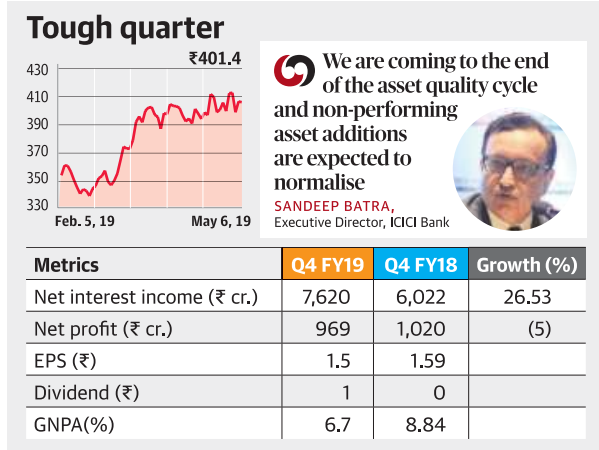 Tough quarter
₹401.4
430
410
390
370
350
330
Feb. 5, 19 May 6, 19
We are coming to the end
of the asset quality cycle
and non-performing
asset additions
are expected to
normalise
SANDEEP BATRA,
Executive Director, ICICI Bank
Metrics Q4 FY19 Q4 FY18 Growth (%)
Net interest income (₹ cr.) 7,620 6,022 26.53
Net profit (₹ cr.) 969 1,020 (5)
EPS (₹) 1.5 1.59
Dividend (₹) 1 0
GNPA(%) 6.7 8.84